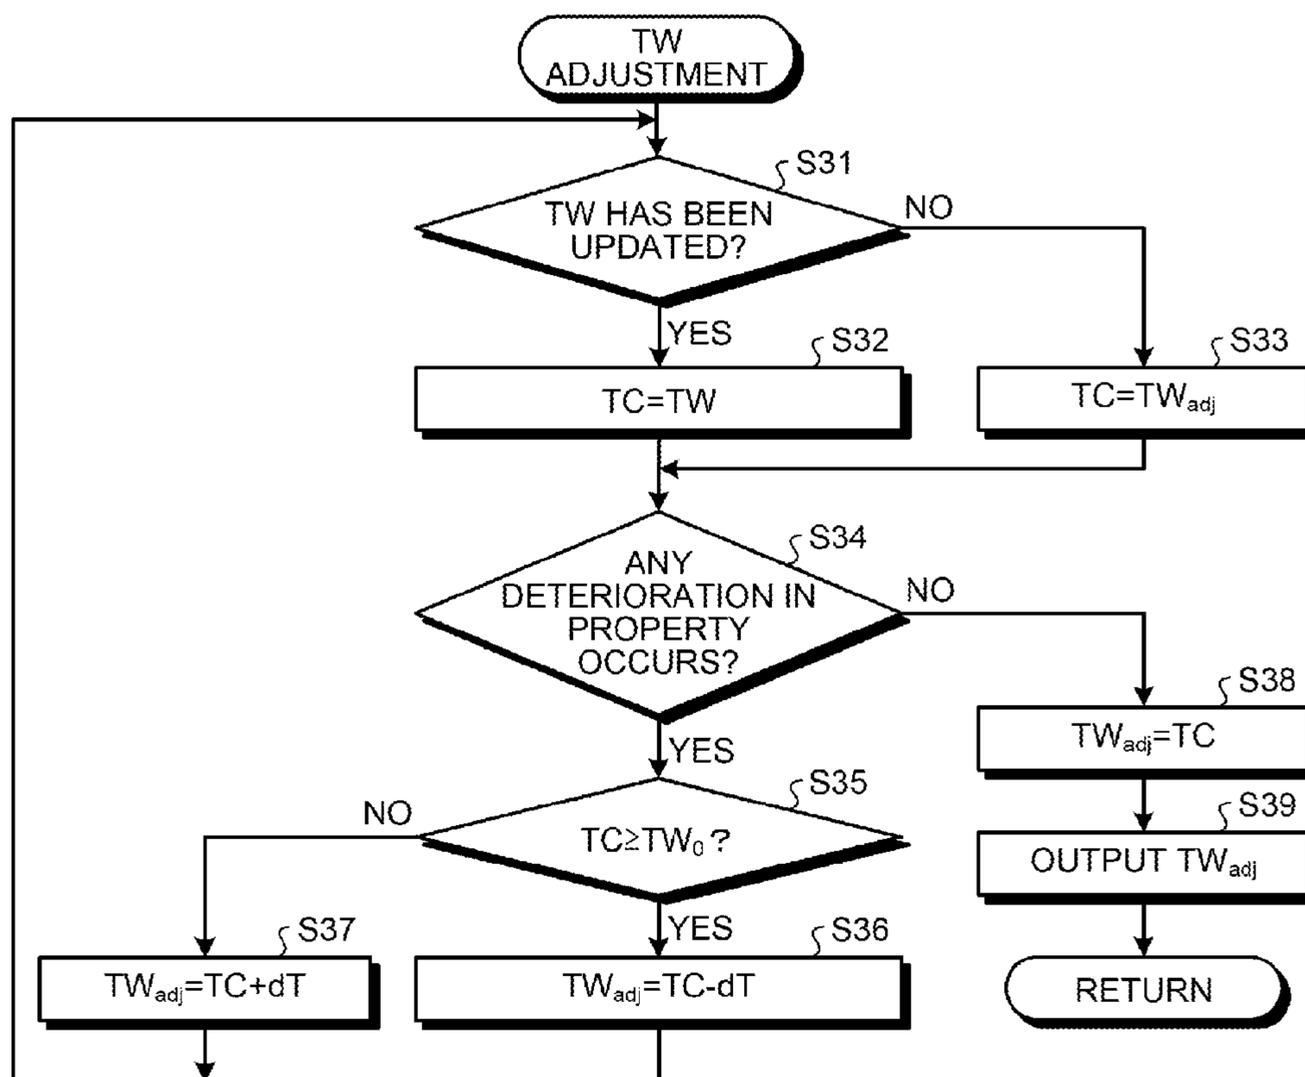 TW
ADJUSTMENT
S31
TW HAS BEEN
UPDATED?
NO
YES
S32
TC=TW
S33
TC=TWadj
S34
ANY
DETERIORATION IN
PROPERTY
OCCURS?
NO
YES
S38
TWadj=TC
S35
TC≧TW0?
NO
YES
S39
OUTPUT TWadj
S37
TWadj=TC+dT
S36
TWadj=TC-dT
RETURN